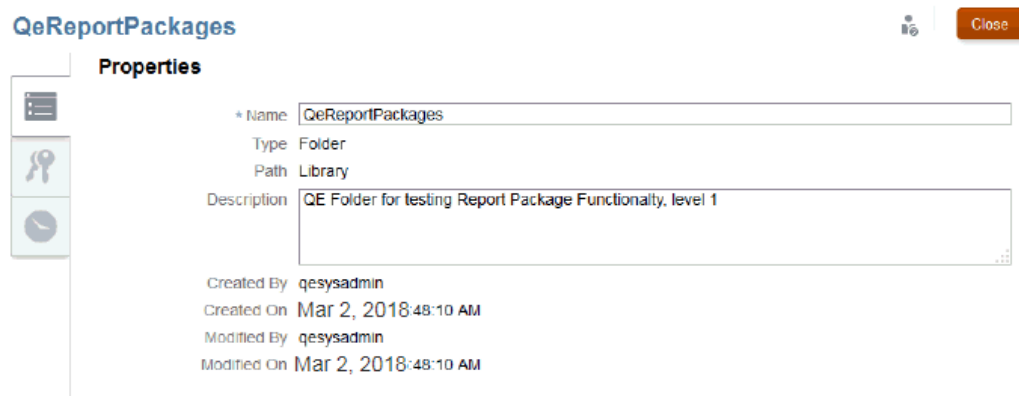 QeReportPackages
Close
Properties
* Name QeReportPackages
Type Folder
Path Library
Description QE Folder for testing Report Package Functionalty, level 1
Created By qesysadmin
Created On Mar 2, 2018:48:10 AM
Modified By qesysadmin
Modified On Mar 2, 2018:48:10 AM